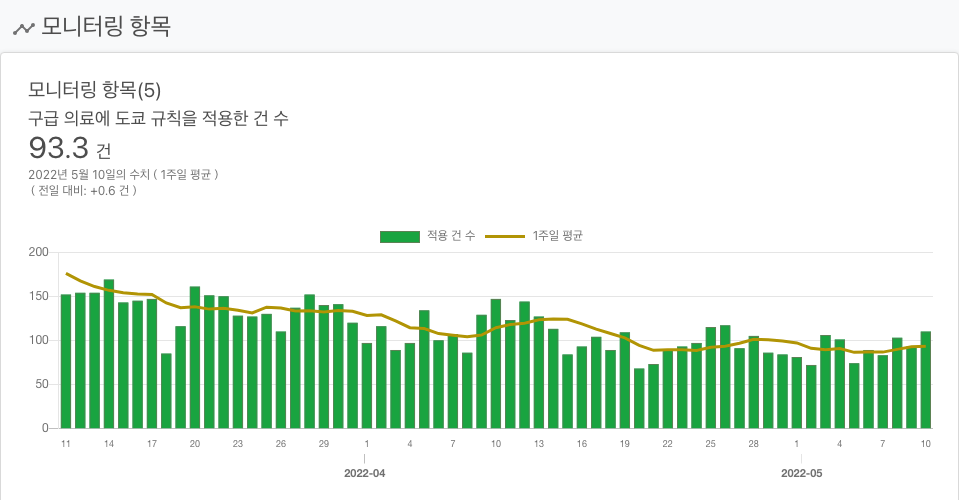 모니터링 항목
모니터링 항목(5)
구급 의료에 도쿄 규칙을 적용한 건 수
93.3 건
2022년 5월 10일의 수치 ( 1주일 평균 )
( 전일 대비: +0.6 건 )
적용 건 수 1주일 평균
200
150
100
50
0
11 14 17 20 23 26 29 1 4 7 10 13 16 19 22 25 28 1 4 7 10
2022-04 2022-05